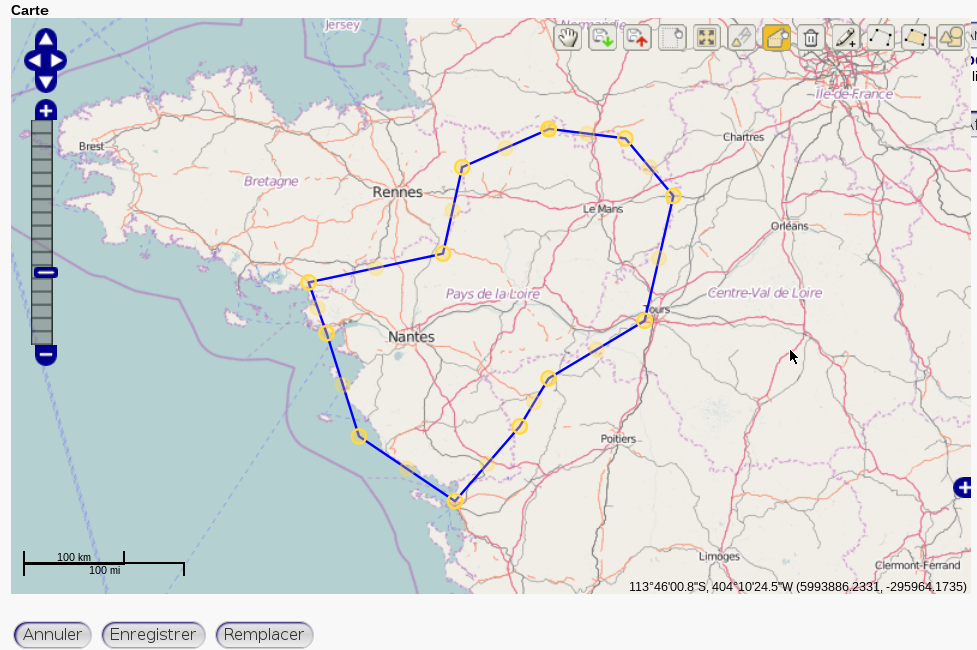 Carte
Jersey
Normandie
Île-de-France
Chartres
Brest
Bretagne
Rennes
Le Mans
Orléans
Pays de la Loire
Centre-Val de Loire
Tours
Nantes
Poitiers
Limoges
Clermont-Ferrand
100 km
100 mi
113°46'00.8"S, 404°10'24.5"W (5993886.2331, -295964.1735)
Annuler
Enregistrer
Remplacer